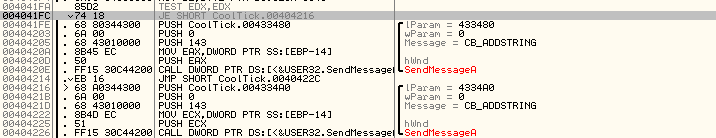 004041FA 85D2 TEST EDX,EDX
004041FC 74 18 JE SHORT CoolTick.00404216
004041FE . 68 80344300 PUSH CoolTick.00433480 lParam = 433480
00404203 . 6A 00 PUSH 0 wParam = 0
00404205 . 68 43010000 PUSH 143 Message = CB_ADDSTRING
0040420A . 8B45 EC MOV EAX,DWORD PTR SS:[EBP-14]
0040420D . 50 PUSH EAX hWnd
0040420E . FF15 30C44200 CALL DWORD PTR DS:[<&USER32.SendMessage SendMessageA
00404214 . EB 16 JMP SHORT CoolTick.0040422C
00404216 > 68 A0344300 PUSH CoolTick.004334A0 lParam = 4334A0
0040421B . 6A 00 PUSH 0 wParam = 0
0040421D . 68 43010000 PUSH 143 Message = CB_ADDSTRING
00404222 . 8B4D EC MOV ECX,DWORD PTR SS:[EBP-14]
00404225 . 51 PUSH ECX hWnd
00404226 . FF15 30C44200 CALL DWORD PTR DS:[<&USER32.SendMessage SendMessageA